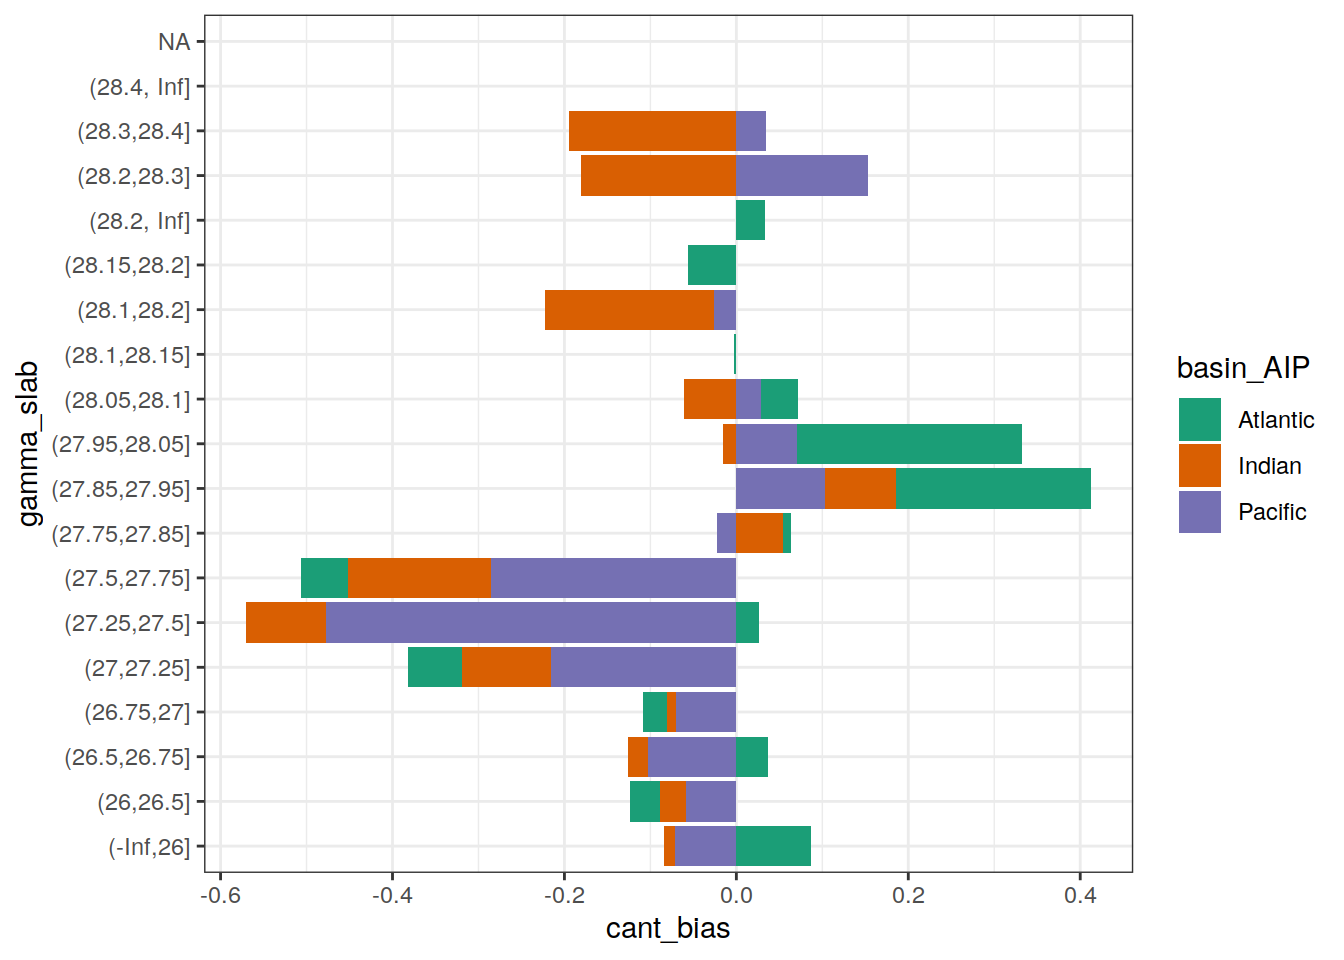 NA
(28.4, Inf]
(28.3,28.4]
(28.2,28.3]
(28.2, Inf]
(28.15,28.2]
(28.1,28.2]
(28.1,28.15]
(28.05,28.1]
(27.95,28.05]
(27.85,27.95]
(27.75,27.85]
(27.5,27.75]
(27.25,27.5]
(27,27.25]
(26.75,27]
(26.5,26.75]
(26,26.5]
(-Inf,26]
gamma_slab
-0.6 -0.4 -0.2 0.0 0.2 0.4
cant_bias
basin_AIP
Atlantic
Indian
Pacific